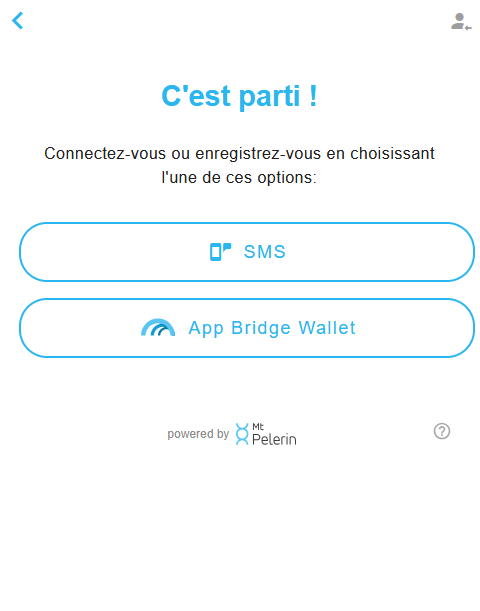 C'est parti !
Connectez-vous ou enregistrez-vous en choisissant
l'une de ces options:
SMS
App Bridge Wallet
powered by Mt
Pelerin